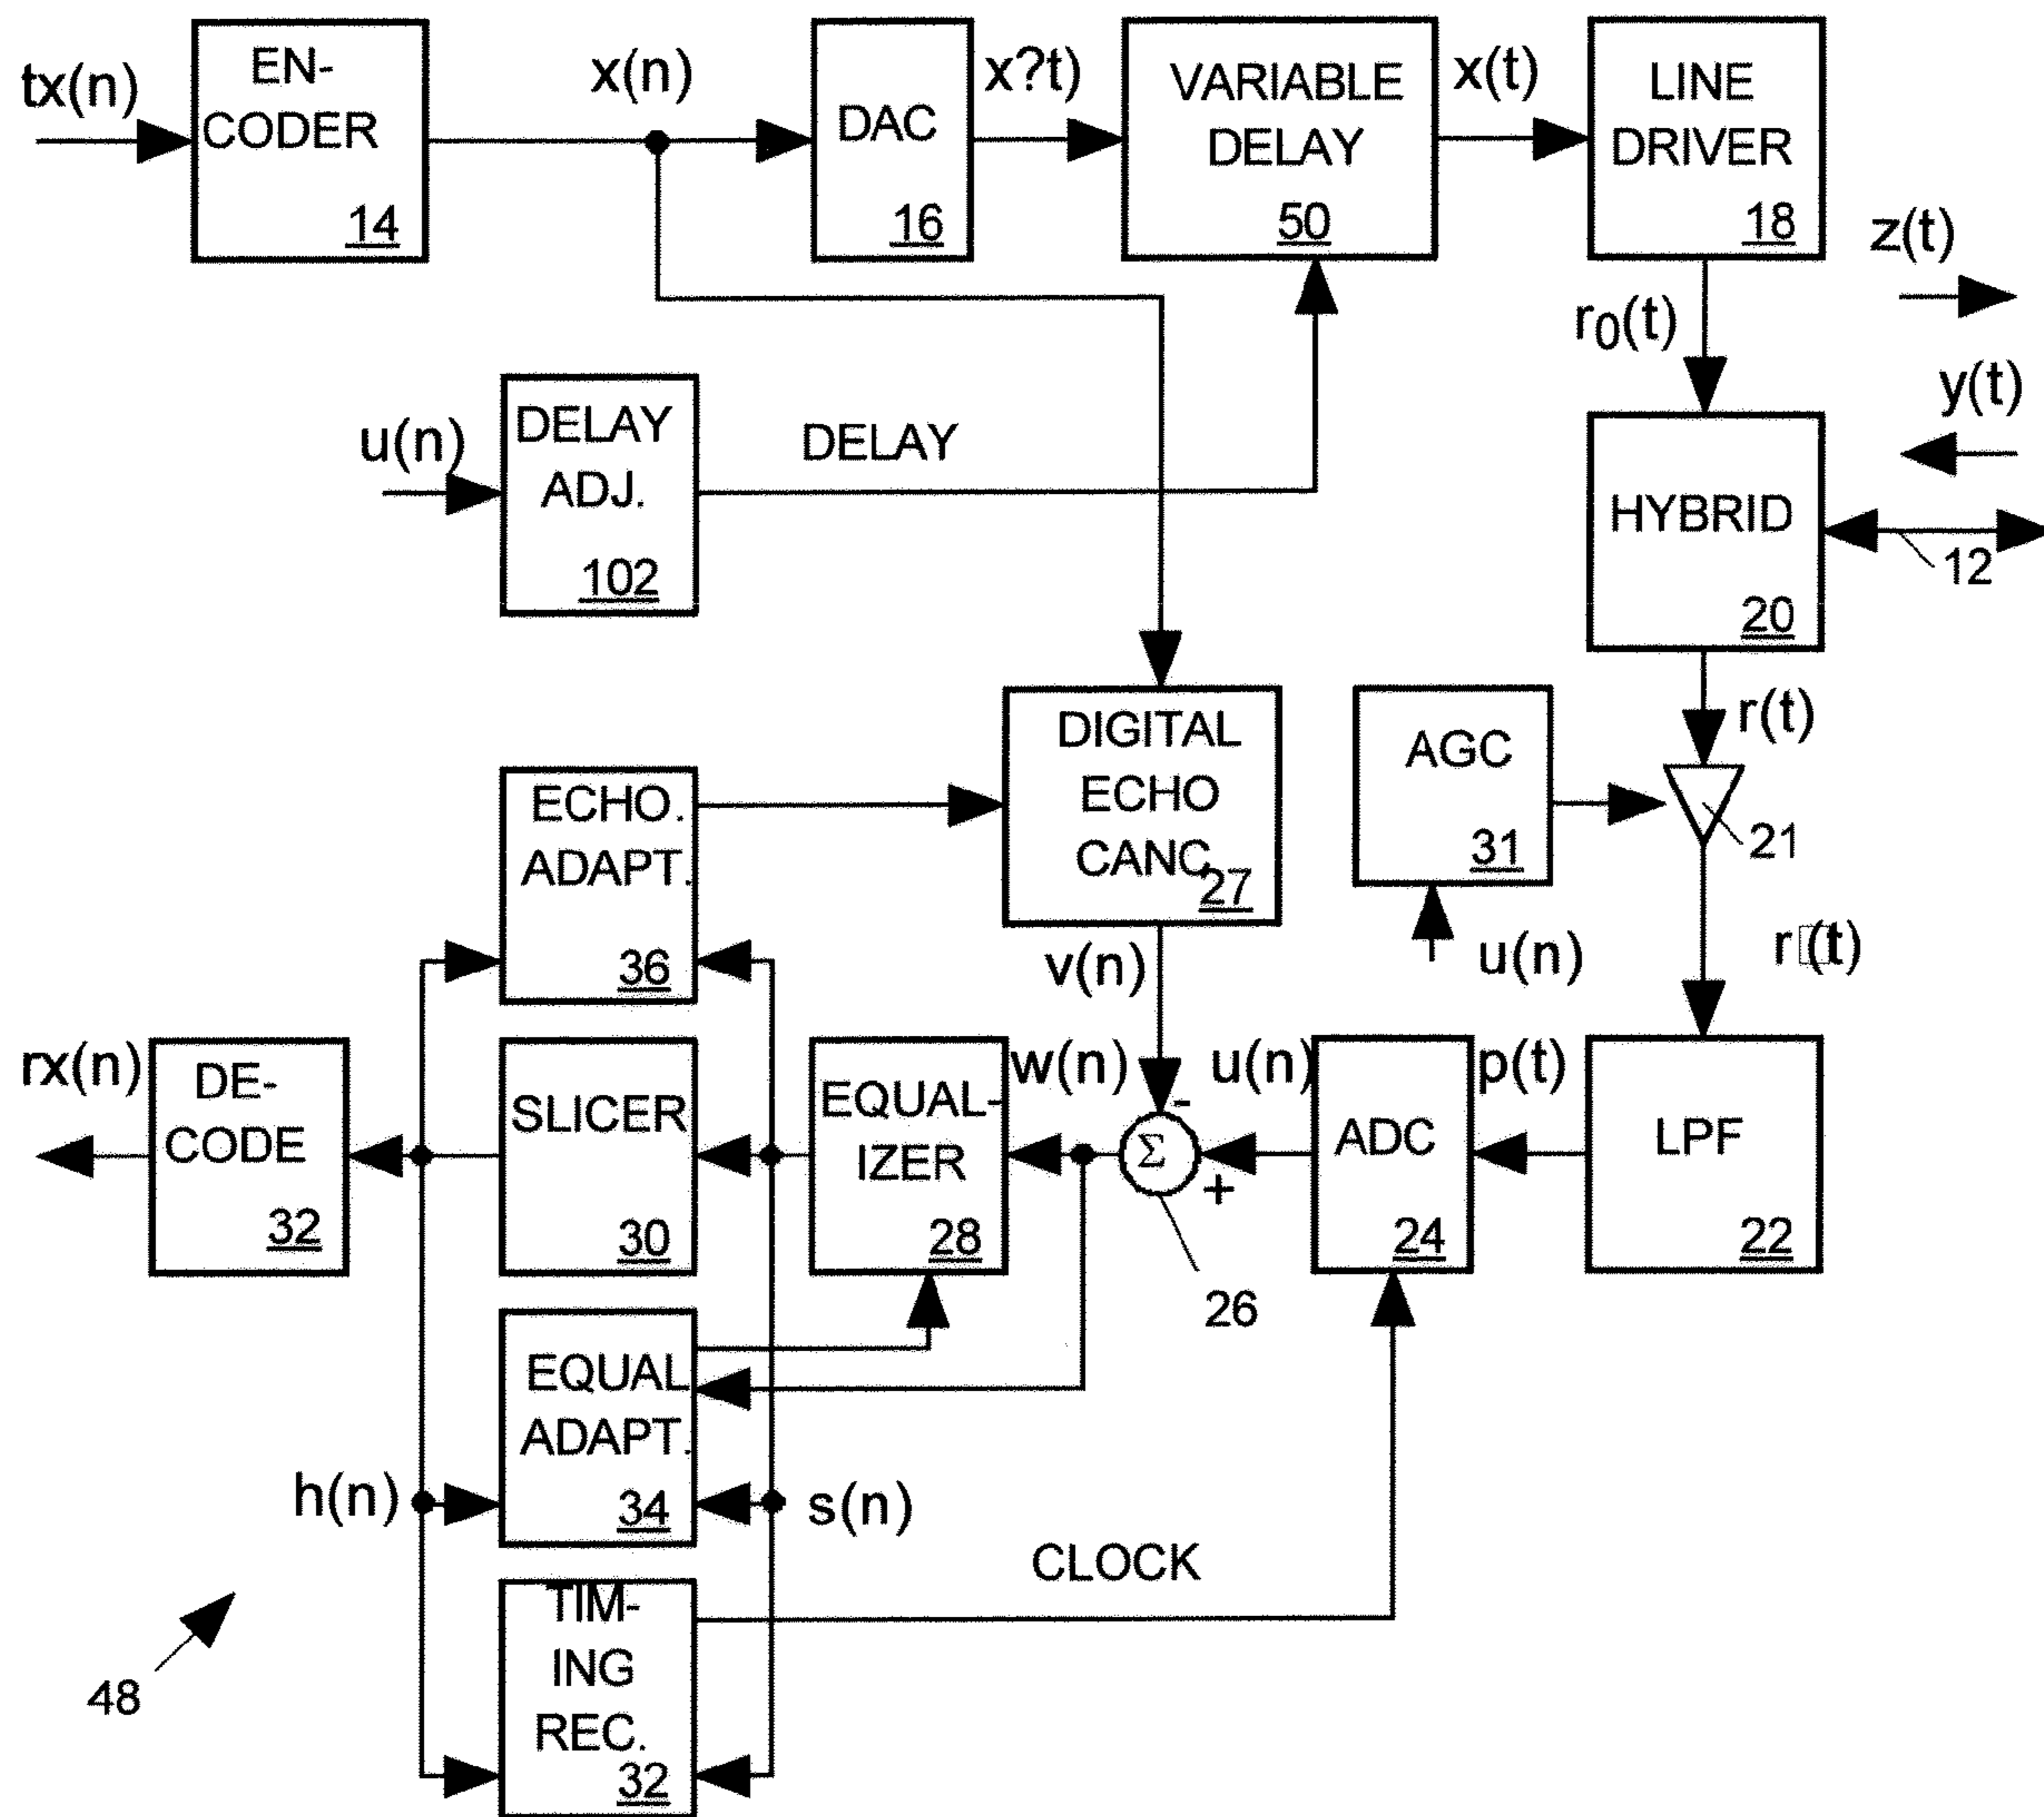 tx(n)
EN-
CODER
14
x(n)
DAC
16
x?t)
VARIABLE
DELAY
50
x(t)
LINE
DRIVER
18
z(t)
r0(t)
y(t)
u(n)
DELAY
ADJ.
102
DELAY
HYBRID
20
12
r(t)
ECHO.
ADAPT.
36
DIGITAL
ECHO
CANC.
27
AGC
31
21
u(n)
r□(t)
v(n)
rx(n)
DE-
CODE
32
SLICER
30
EQUAL-
IZER
28
w(n)
-
Σ
+
26
u(n)
ADC
24
p(t)
LPF
22
EQUAL
ADAPT.
34
h(n)
s(n)
CLOCK
TIM-
ING
REC.
32
48